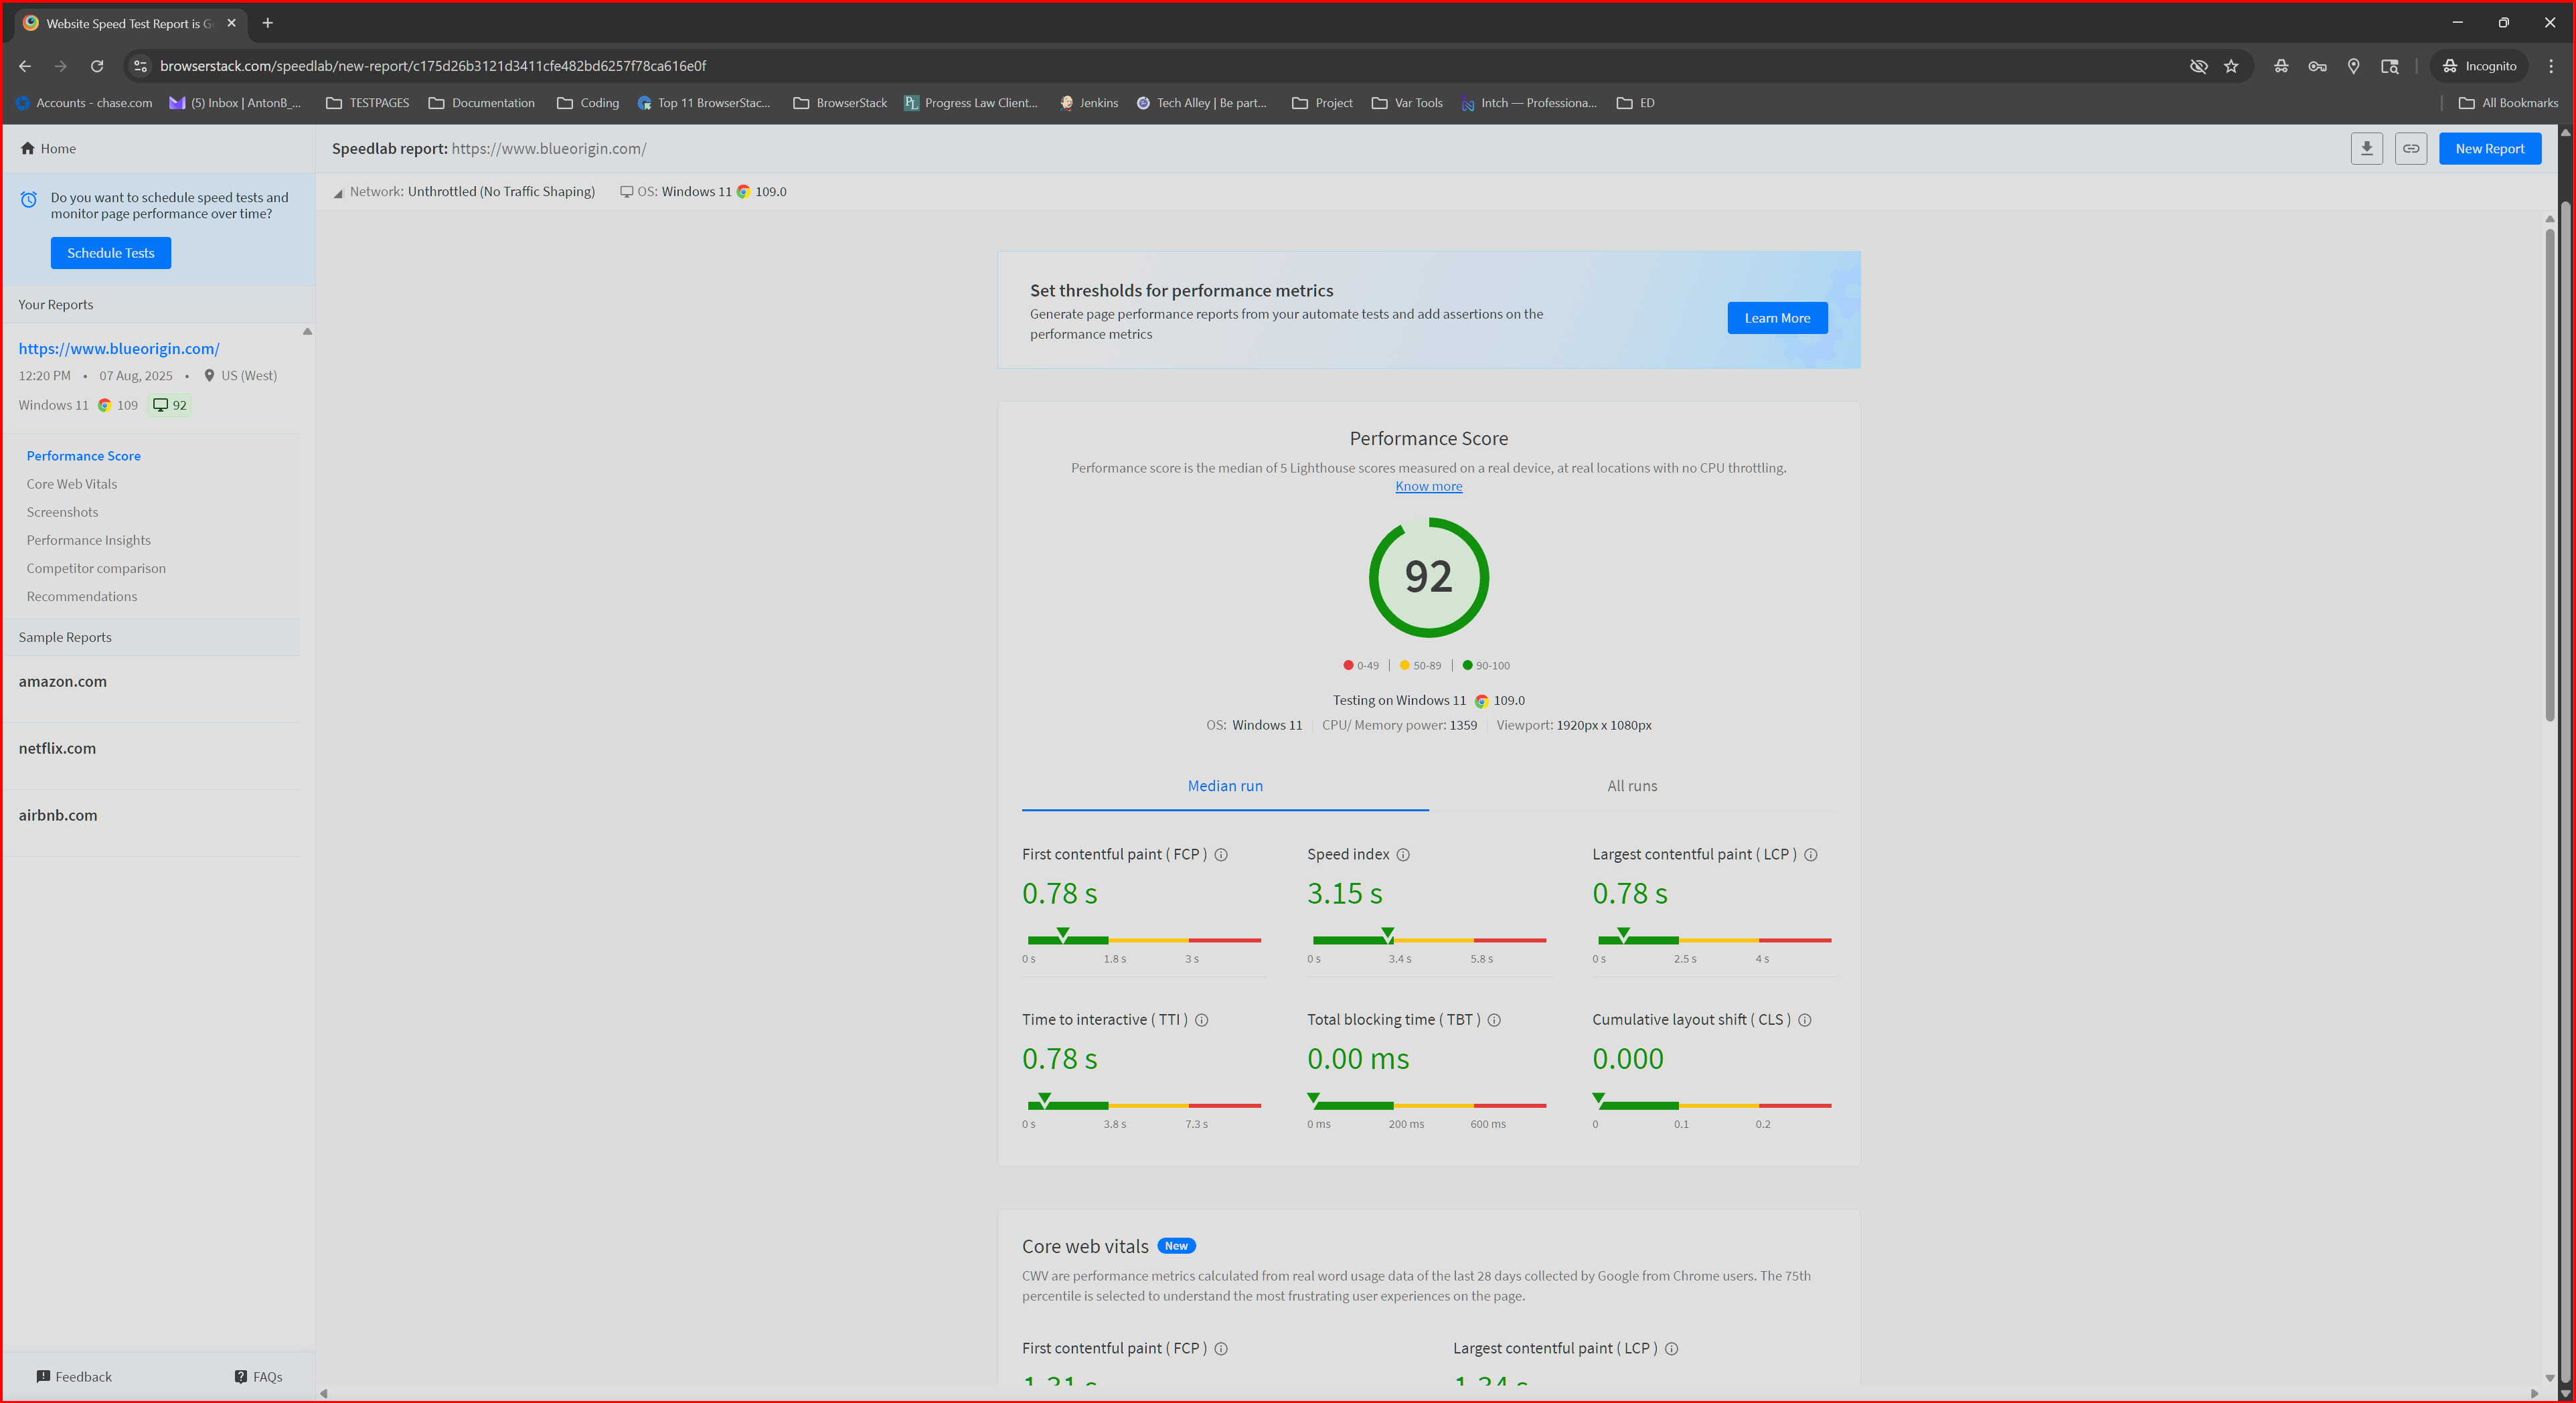 Website Speed Test Report is G
browserstack.com/speedlab/new-report/c175d26b3121d3411cfe482bd6257f78ca616e0f
Incognito
Accounts - chase.com
(5) Inbox | AntonB_...
TESTPAGES
Documentation
Coding
Top 11 BrowserStac...
BrowserStack
Progress Law Client...
Jenkins
Tech Alley | Be part...
Project
Var Tools
Intch — Professiona...
ED
All Bookmarks
Home
Do you want to schedule speed tests and
monitor page performance over time?
Schedule Tests
Your Reports
https://www.blueorigin.com/
12:20 PM • 07 Aug, 2025 • US (West)
Windows 11 109 92
Performance Score
Core Web Vitals
Screenshots
Performance Insights
Competitor comparison
Recommendations
Sample Reports
amazon.com
netflix.com
airbnb.com
Feedback
FAQs
Speedlab report: https://www.blueorigin.com/
New Report
Network: Unthrottled (No Traffic Shaping) OS: Windows 11 109.0
Set thresholds for performance metrics
Generate page performance reports from your automate tests and add assertions on the
performance metrics
Learn More
Performance Score
Performance score is the median of 5 Lighthouse scores measured on a real device, at real locations with no CPU throttling.
Know more
92
0-49 | 50-89 | 90-100
Testing on Windows 11 109.0
OS: Windows 11 | CPU/ Memory power: 1359 | Viewport: 1920px x 1080px
Median run
All runs
First contentful paint ( FCP )
0.78 s
0 s 1.8 s 3 s
Speed index
3.15 s
0 s 3.4 s 5.8 s
Largest contentful paint ( LCP )
0.78 s
0 s 2.5 s 4 s
Time to interactive ( TTI )
0.78 s
0 s 3.8 s 7.3 s
Total blocking time ( TBT )
0.00 ms
0 ms 200 ms 600 ms
Cumulative layout shift ( CLS )
0.000
0 0.1 0.2
Core web vitals New
CWV are performance metrics calculated from real word usage data of the last 28 days collected by Google from Chrome users. The 75th
percentile is selected to understand the most frustrating user experiences on the page.
First contentful paint ( FCP )
Largest contentful paint ( LCP )